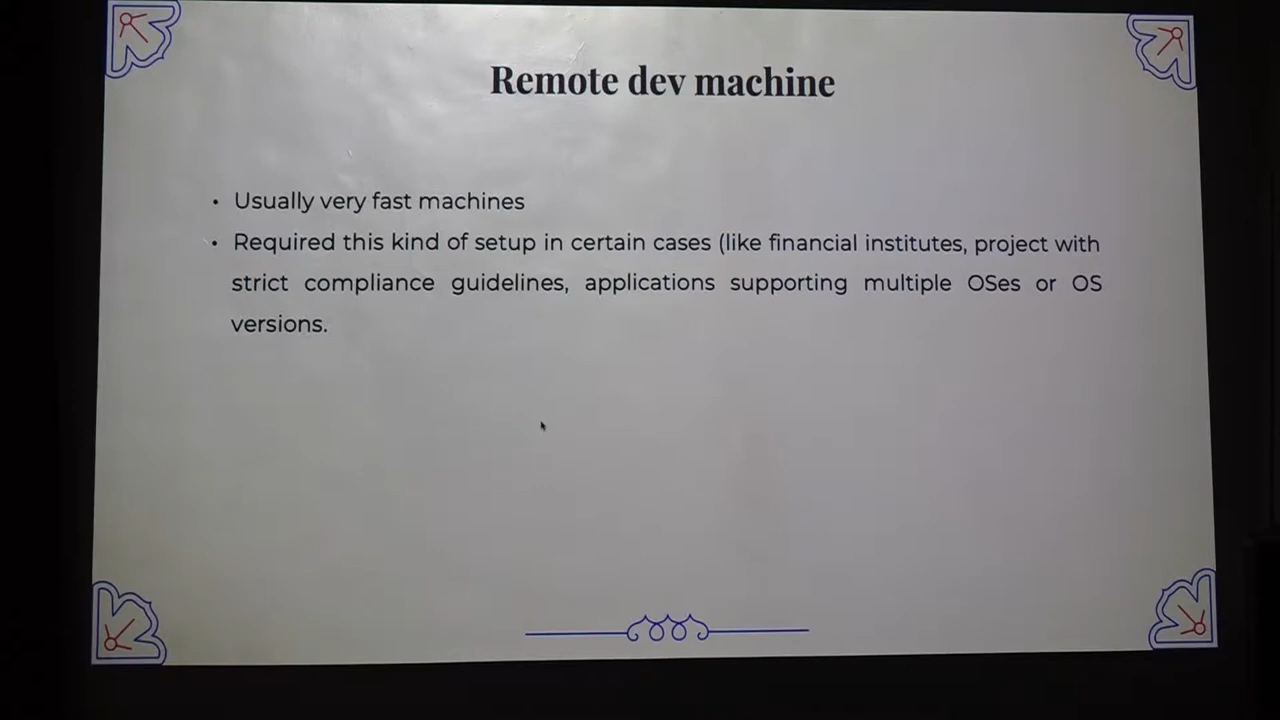 Remote dev machine
• Usually very fast machines
• Required this kind of setup in certain cases (like financial institutes, project with
strict compliance guidelines, applications supporting multiple OSes or OS
versions.